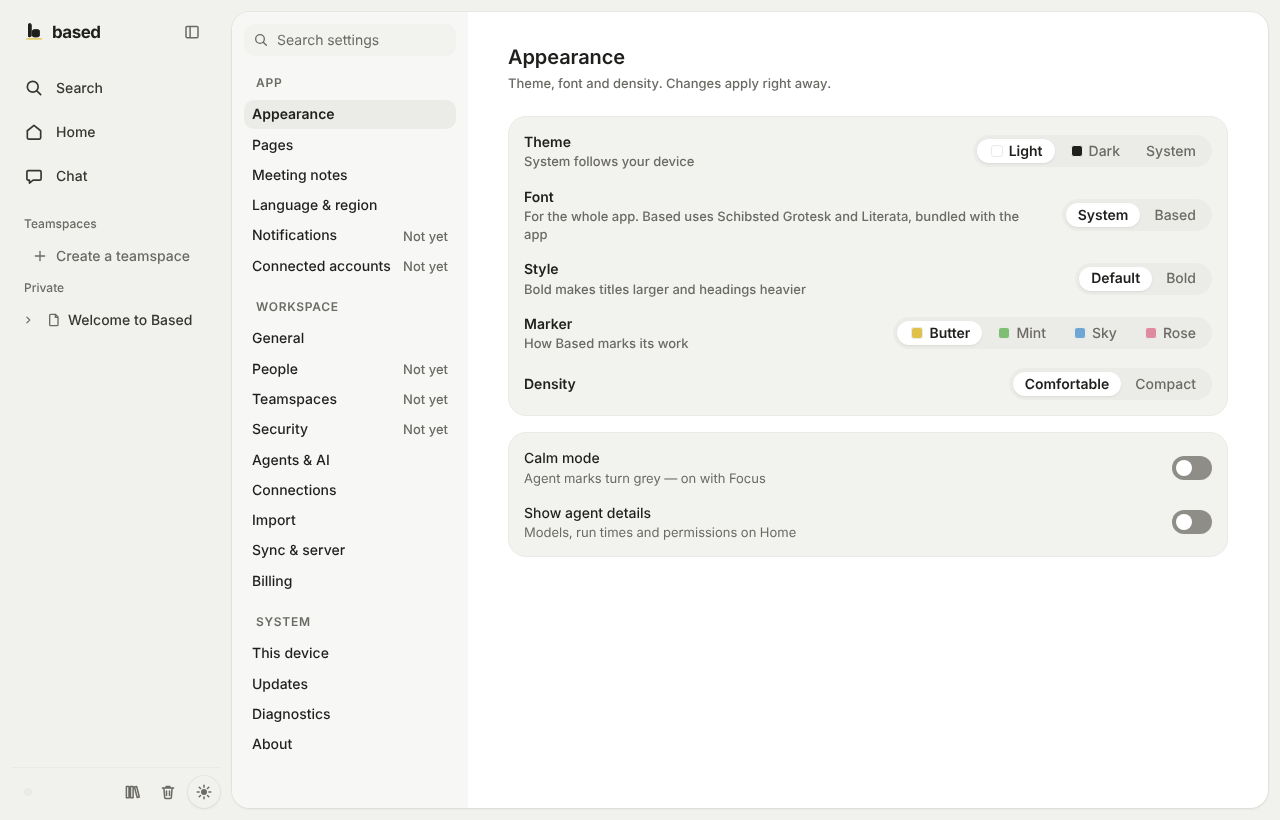 based
Search
Home
Chat
Teamspaces
Create a teamspace
Private
Welcome to Based
Search settings
APP
Appearance
Pages
Meeting notes
Language & region
Notifications Not yet
Connected accounts Not yet
WORKSPACE
General
People Not yet
Teamspaces Not yet
Security Not yet
Agents & AI
Connections
Import
Sync & server
Billing
SYSTEM
This device
Updates
Diagnostics
About
Appearance
Theme, font and density. Changes apply right away.
Theme
System follows your device
Light Dark System
Font
For the whole app. Based uses Schibsted Grotesk and Literata, bundled with the
app
System Based
Style
Bold makes titles larger and headings heavier
Default Bold
Marker
How Based marks its work
Butter Mint Sky Rose
Density
Comfortable Compact
Calm mode
Agent marks turn grey — on with Focus
Show agent details
Models, run times and permissions on Home